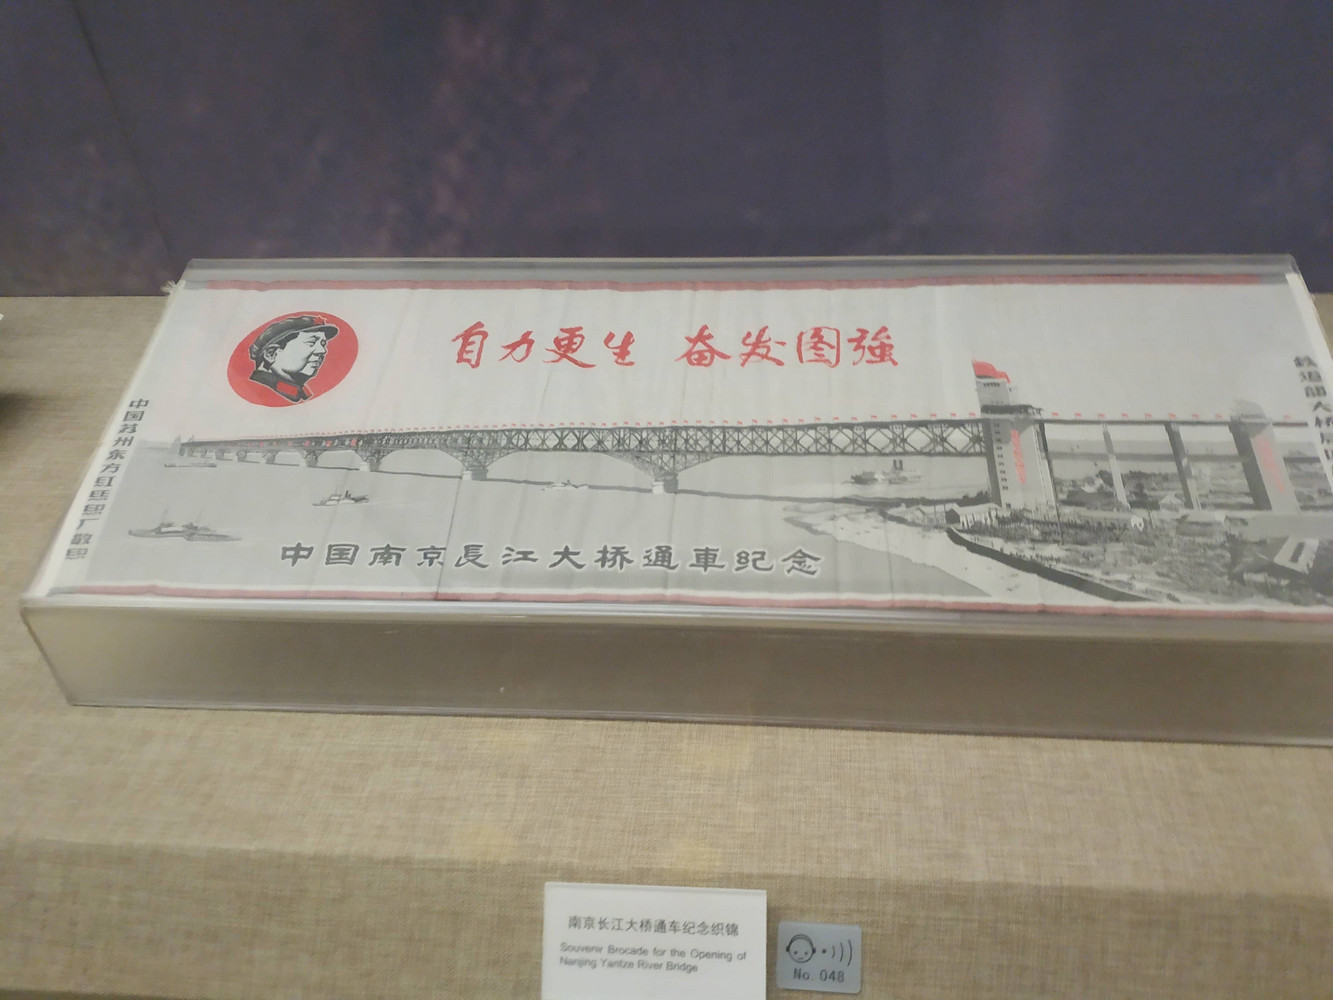 自力更生 奋发图強
中国苏州东方红丝织厂敬织
中国南京長江大桥通車纪念
铁道部大桥局
南京长江大桥通车纪念织锦
Souvenir Brocade for the Opening of
Nanjing Yantze River Bridge
No. 048